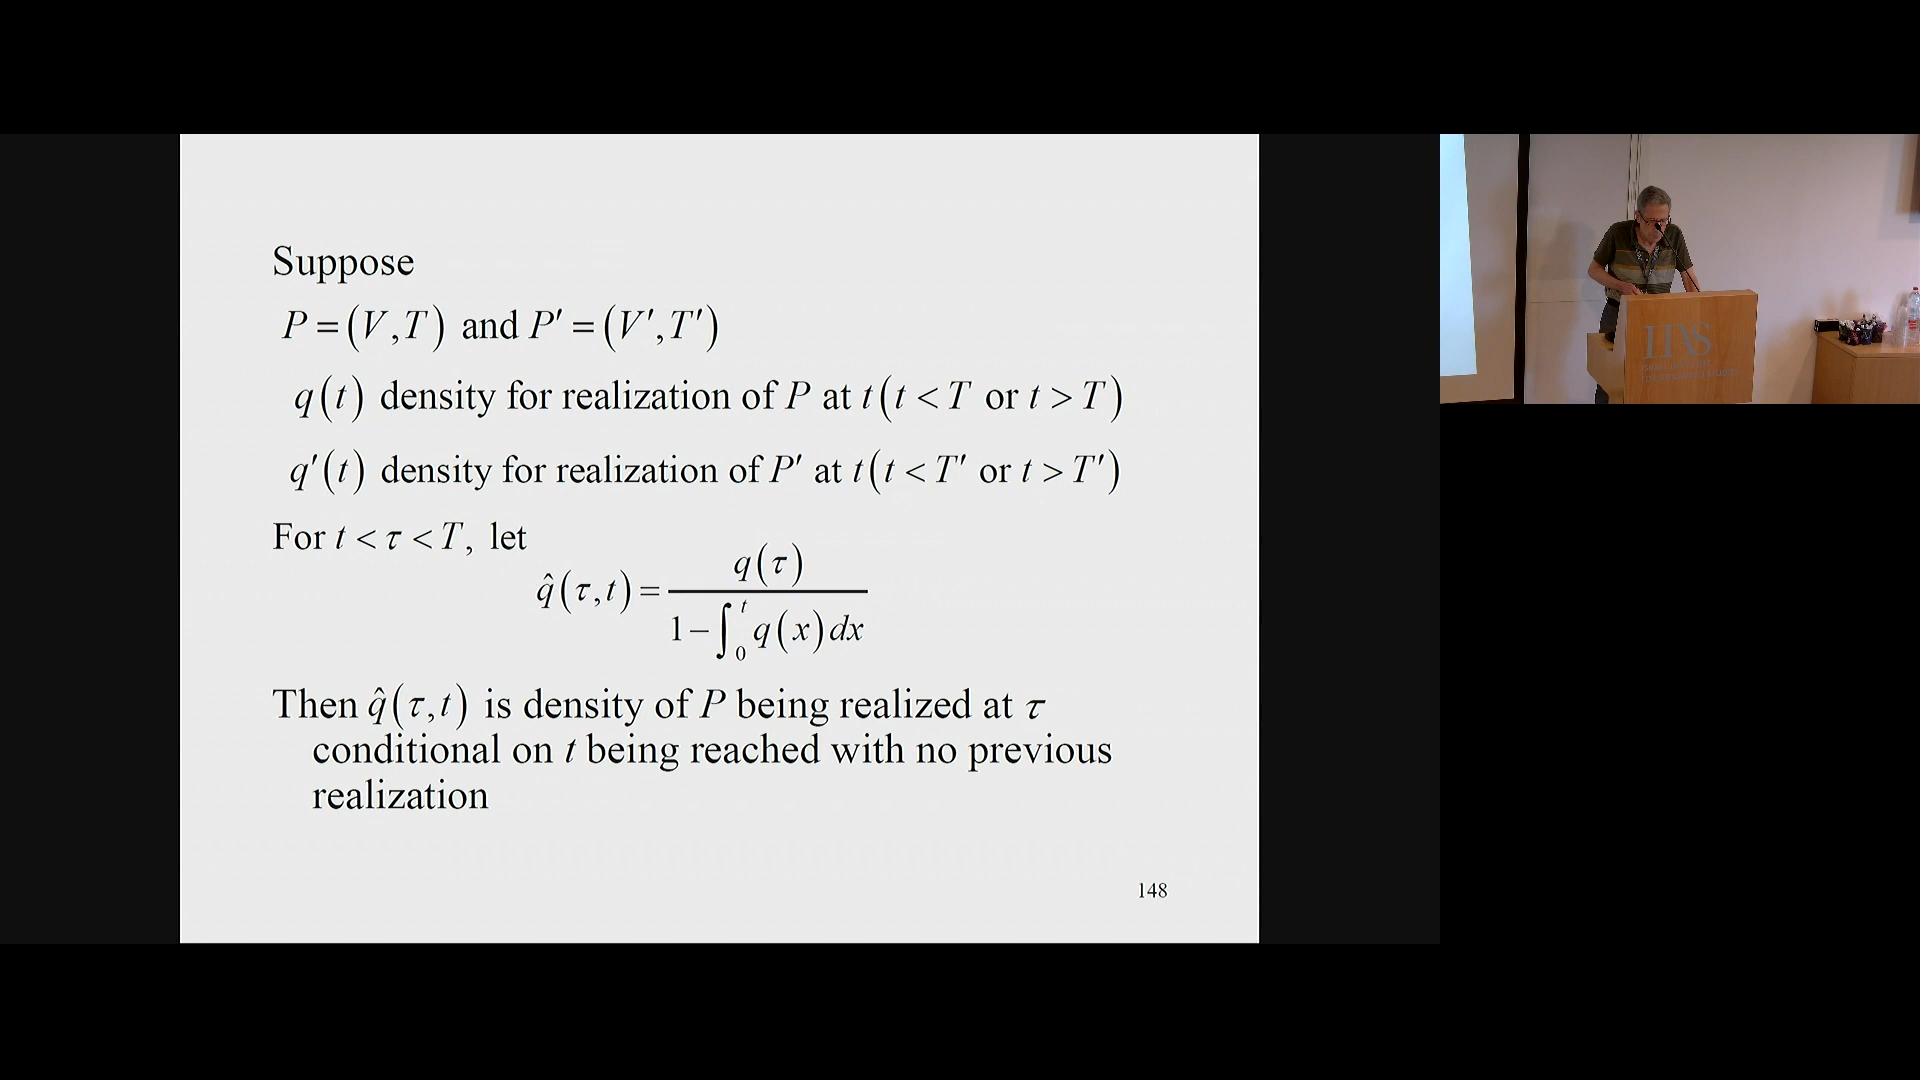 Suppose
P = (V, T) and P′ = (V′, T′)
q(t) density for realization of P at t (t < T or t > T)
q′(t) density for realization of P′ at t (t < T′ or t > T′)
For t < τ < T, let
q̂(τ, t) = q(τ) / (1 − ∫₀ᵗ q(x) dx)
Then q̂(τ, t) is density of P being realized at τ
conditional on t being reached with no previous
realization
148
IIAS